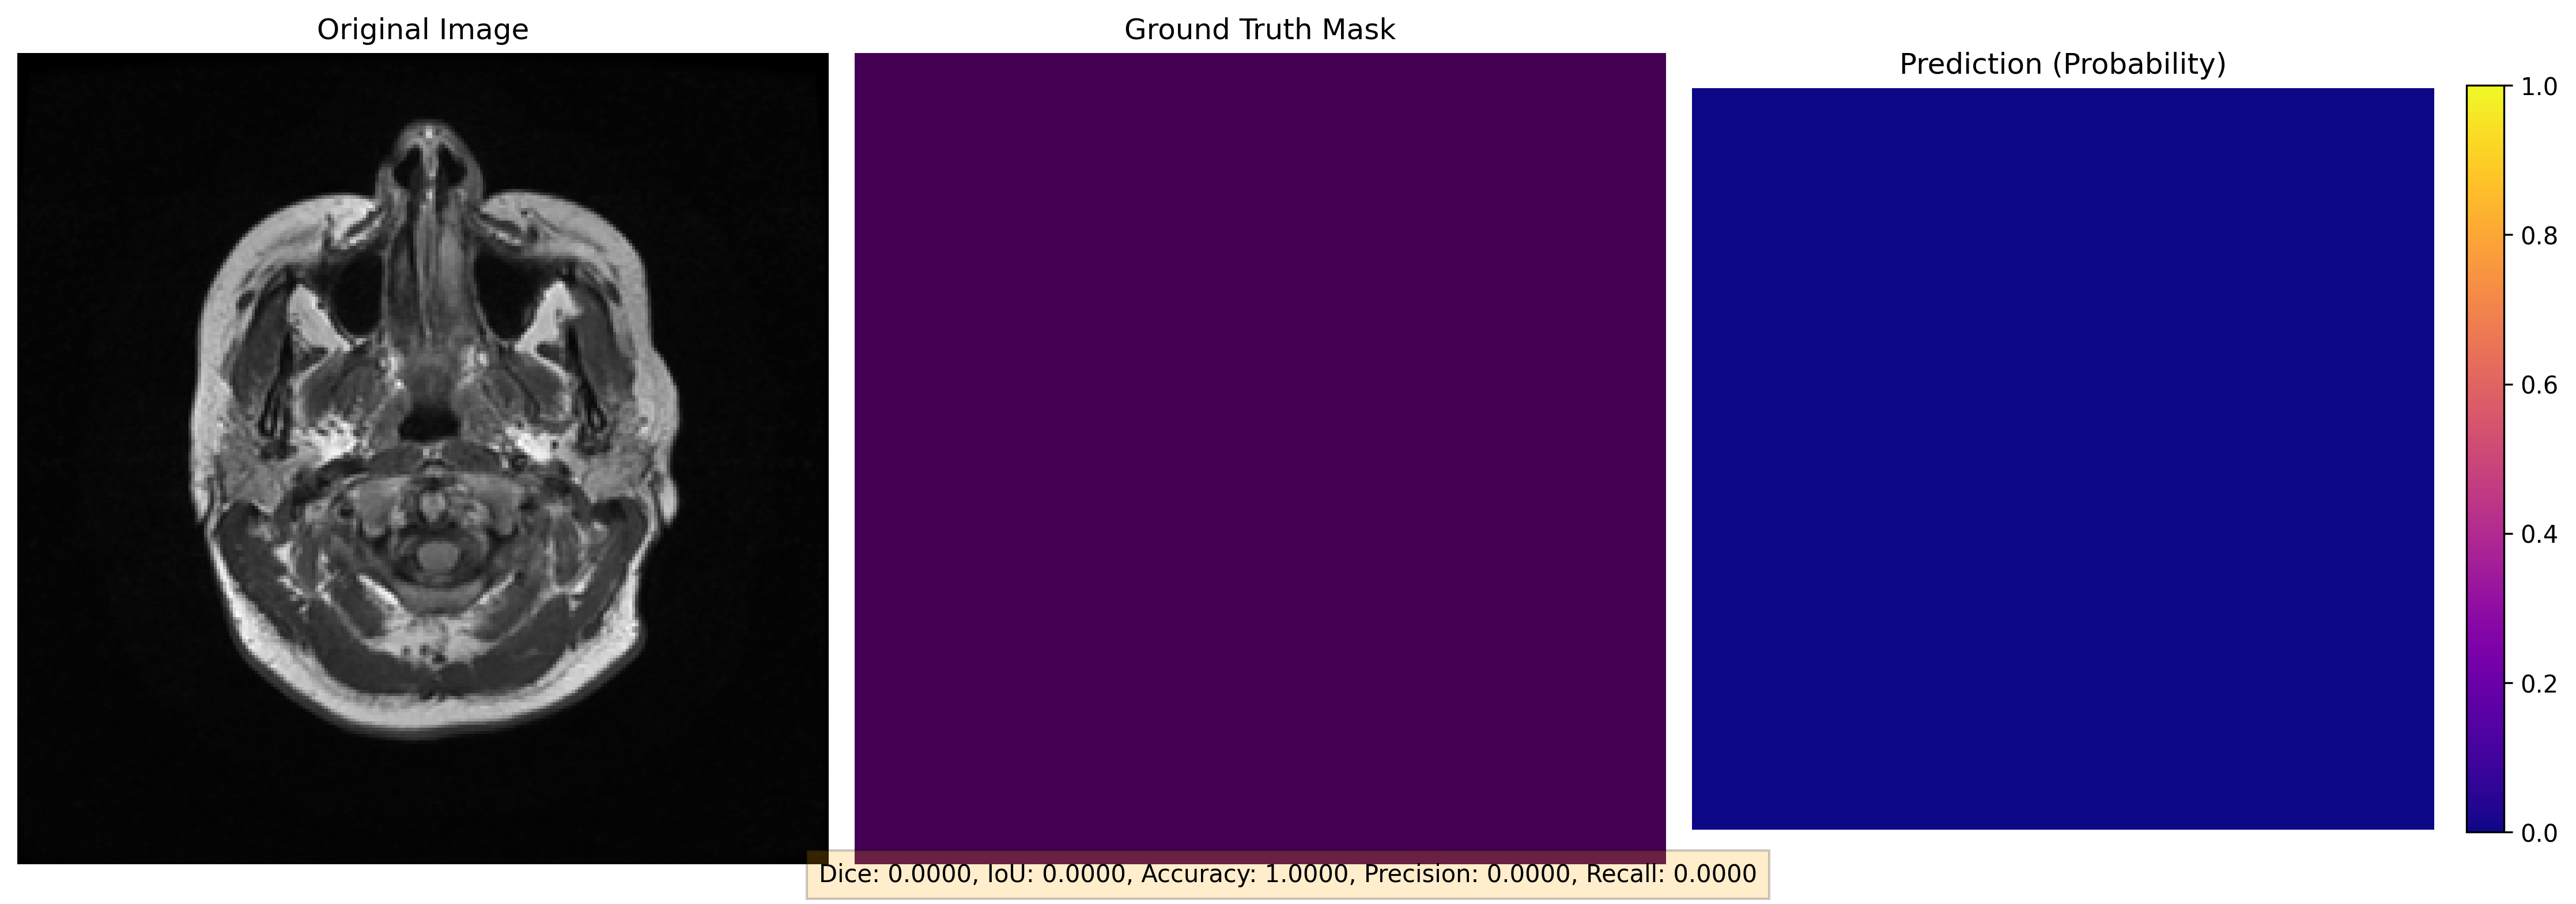 Original Image
Ground Truth Mask
Prediction (Probability)
1.0
0.8
0.6
0.4
0.2
0.0
Dice: 0.0000, IoU: 0.0000, Accuracy: 1.0000, Precision: 0.0000, Recall: 0.0000